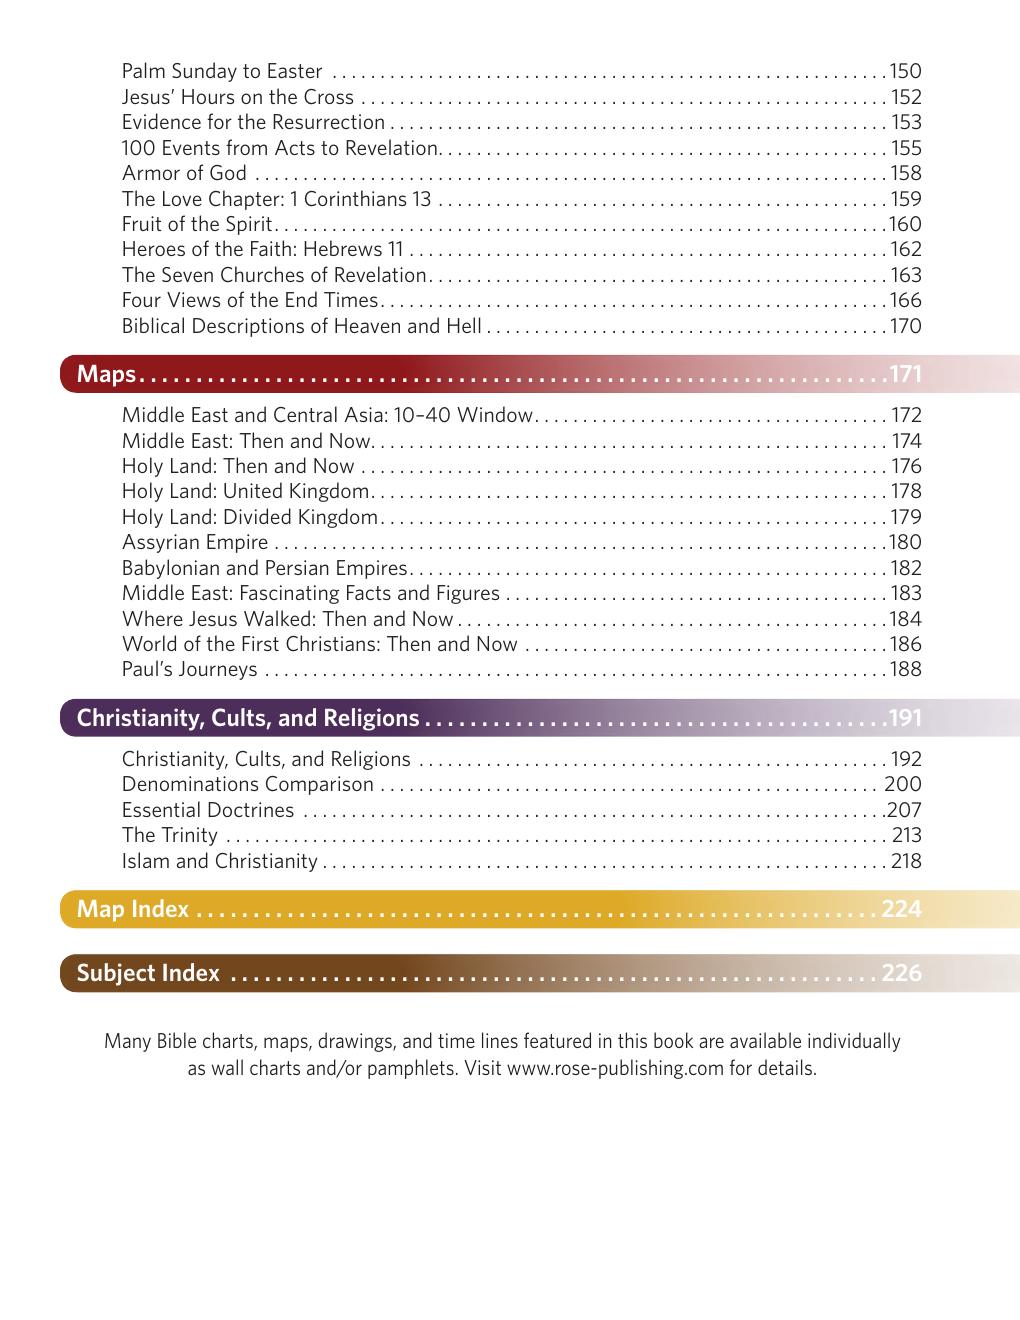 Palm Sunday to Easter . . . . . . . . . . . . . . . . . . . . . . . . . . . . . . 150
Jesus’ Hours on the Cross . . . . . . . . . . . . . . . . . . . . . . . . . . . . . . 152
Evidence for the Resurrection . . . . . . . . . . . . . . . . . . . . . . . . . . . . . . 153
100 Events from Acts to Revelation. . . . . . . . . . . . . . . . . . . . . . . . . . . . . . 155
Armor of God . . . . . . . . . . . . . . . . . . . . . . . . . . . . . . 158
The Love Chapter: 1 Corinthians 13 . . . . . . . . . . . . . . . . . . . . . . . . . . . . . . 159
Fruit of the Spirit. . . . . . . . . . . . . . . . . . . . . . . . . . . . . . 160
Heroes of the Faith: Hebrews 11 . . . . . . . . . . . . . . . . . . . . . . . . . . . . . . 162
The Seven Churches of Revelation. . . . . . . . . . . . . . . . . . . . . . . . . . . . . . 163
Four Views of the End Times. . . . . . . . . . . . . . . . . . . . . . . . . . . . . . 166
Biblical Descriptions of Heaven and Hell . . . . . . . . . . . . . . . . . . . . . . . . . . . . . . 170
Maps. . . . . . . . . . . . . . . . . . . . . . . . . . . . . . 171
Middle East and Central Asia: 10–40 Window. . . . . . . . . . . . . . . . . . . . . . . . . . . . . . 172
Middle East: Then and Now. . . . . . . . . . . . . . . . . . . . . . . . . . . . . . 174
Holy Land: Then and Now . . . . . . . . . . . . . . . . . . . . . . . . . . . . . . 176
Holy Land: United Kingdom. . . . . . . . . . . . . . . . . . . . . . . . . . . . . . 178
Holy Land: Divided Kingdom. . . . . . . . . . . . . . . . . . . . . . . . . . . . . . 179
Assyrian Empire . . . . . . . . . . . . . . . . . . . . . . . . . . . . . . 180
Babylonian and Persian Empires. . . . . . . . . . . . . . . . . . . . . . . . . . . . . . 182
Middle East: Fascinating Facts and Figures . . . . . . . . . . . . . . . . . . . . . . . . . . . . . . 183
Where Jesus Walked: Then and Now . . . . . . . . . . . . . . . . . . . . . . . . . . . . . . 184
World of the First Christians: Then and Now . . . . . . . . . . . . . . . . . . . . . . . . . . . . . . 186
Paul’s Journeys . . . . . . . . . . . . . . . . . . . . . . . . . . . . . . 188
Christianity, Cults, and Religions . . . . . . . . . . . . . . . . . . . . . . . . . . . . . . 191
Christianity, Cults, and Religions . . . . . . . . . . . . . . . . . . . . . . . . . . . . . . 192
Denominations Comparison . . . . . . . . . . . . . . . . . . . . . . . . . . . . . . 200
Essential Doctrines . . . . . . . . . . . . . . . . . . . . . . . . . . . . . . 207
The Trinity . . . . . . . . . . . . . . . . . . . . . . . . . . . . . . 213
Islam and Christianity . . . . . . . . . . . . . . . . . . . . . . . . . . . . . . 218
Map Index . . . . . . . . . . . . . . . . . . . . . . . . . . . . . . 224
Subject Index . . . . . . . . . . . . . . . . . . . . . . . . . . . . . . 226
Many Bible charts, maps, drawings, and time lines featured in this book are available individually
as wall charts and/or pamphlets. Visit www.rose-publishing.com for details.